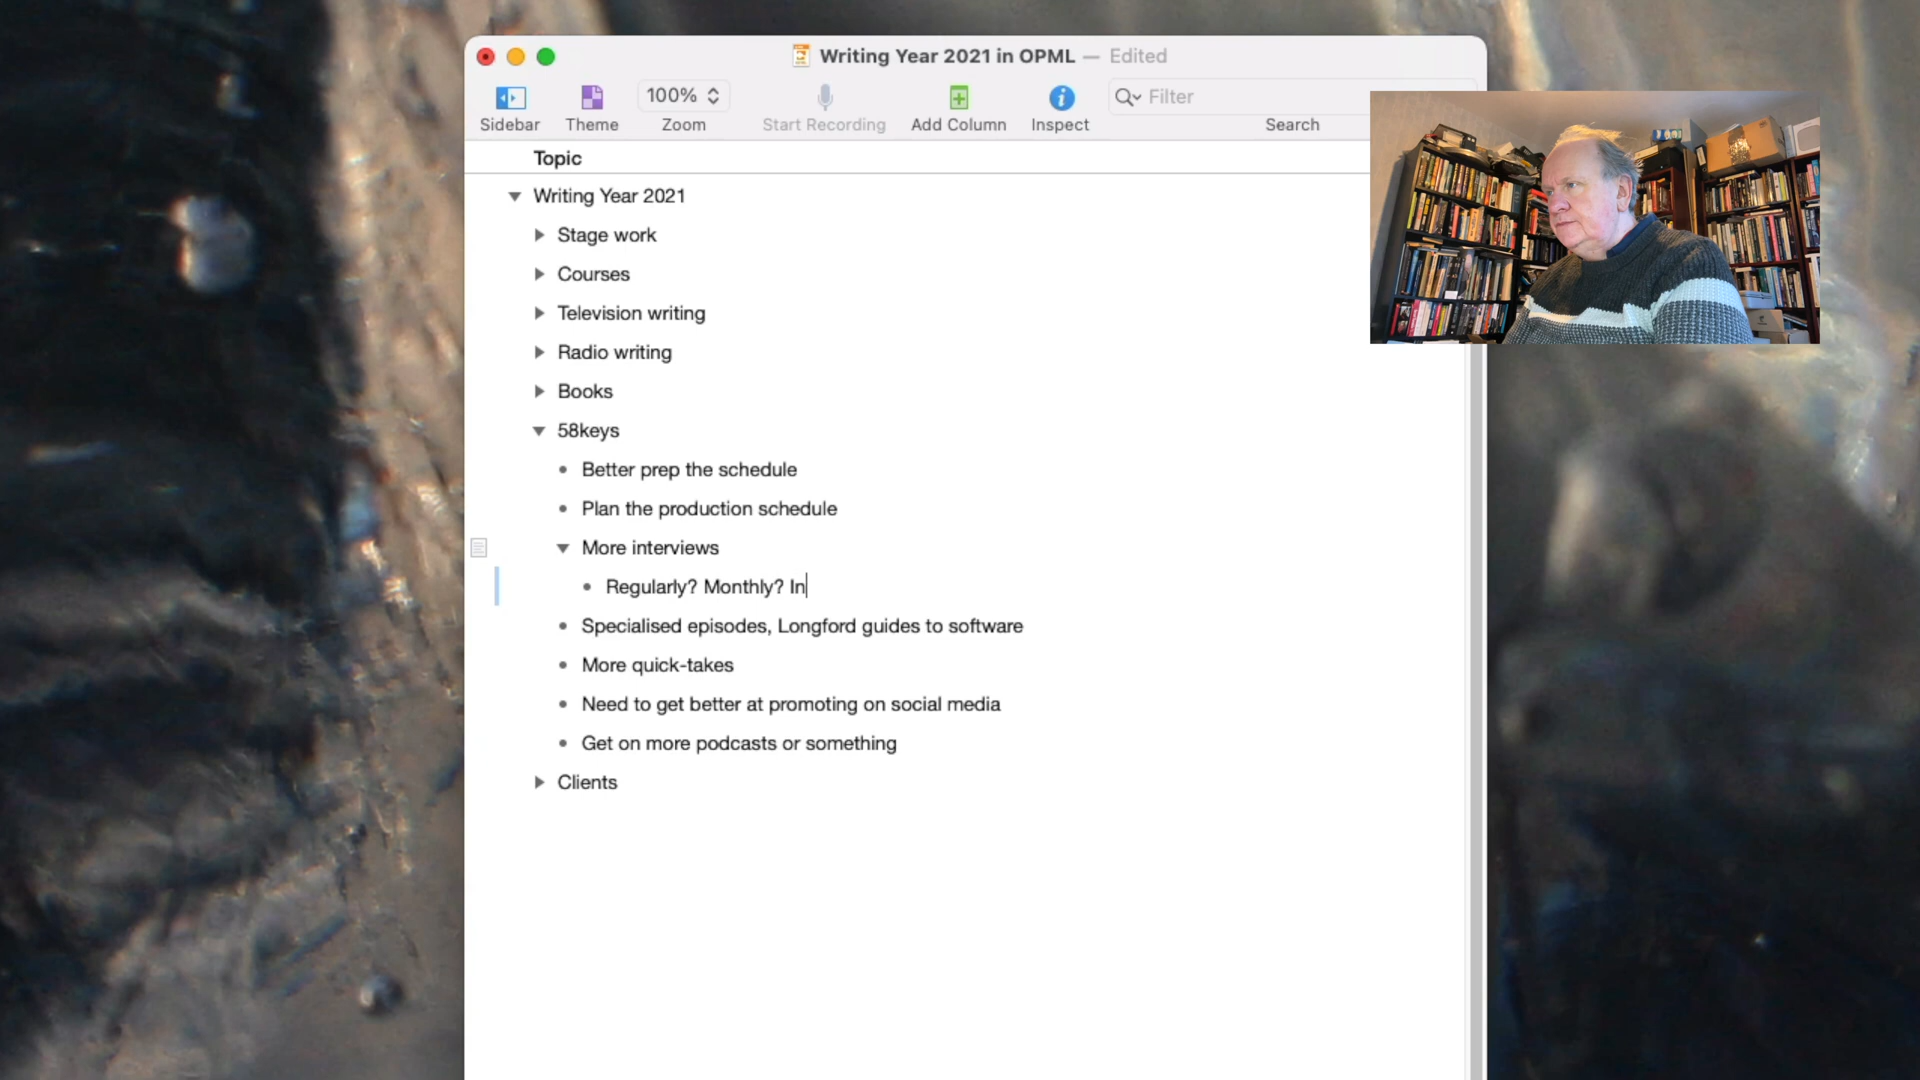 Writing Year 2021 in OPML — Edited
100%
Filter
Sidebar
Theme
Zoom
Start Recording
Add Column
Inspect
Search
Topic
Writing Year 2021
Stage work
Courses
Television writing
Radio writing
Books
58keys
Better prep the schedule
Plan the production schedule
More interviews
Regularly? Monthly? In
Specialised episodes, Longford guides to software
More quick-takes
Need to get better at promoting on social media
Get on more podcasts or something
Clients